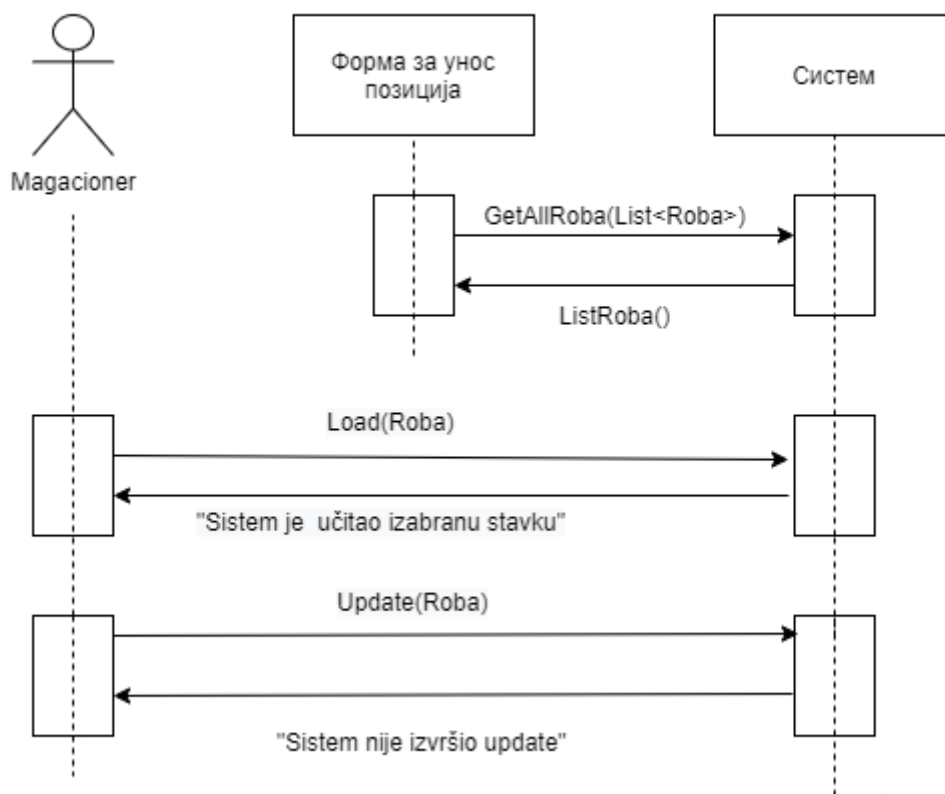 Форма за унос
позиција
Систем
Magacioner
GetAllRoba(List<Roba>)
ListRoba()
Load(Roba)
"Sistem je  učitao izabranu stavku"
Update(Roba)
"Sistem nije izvršio update"